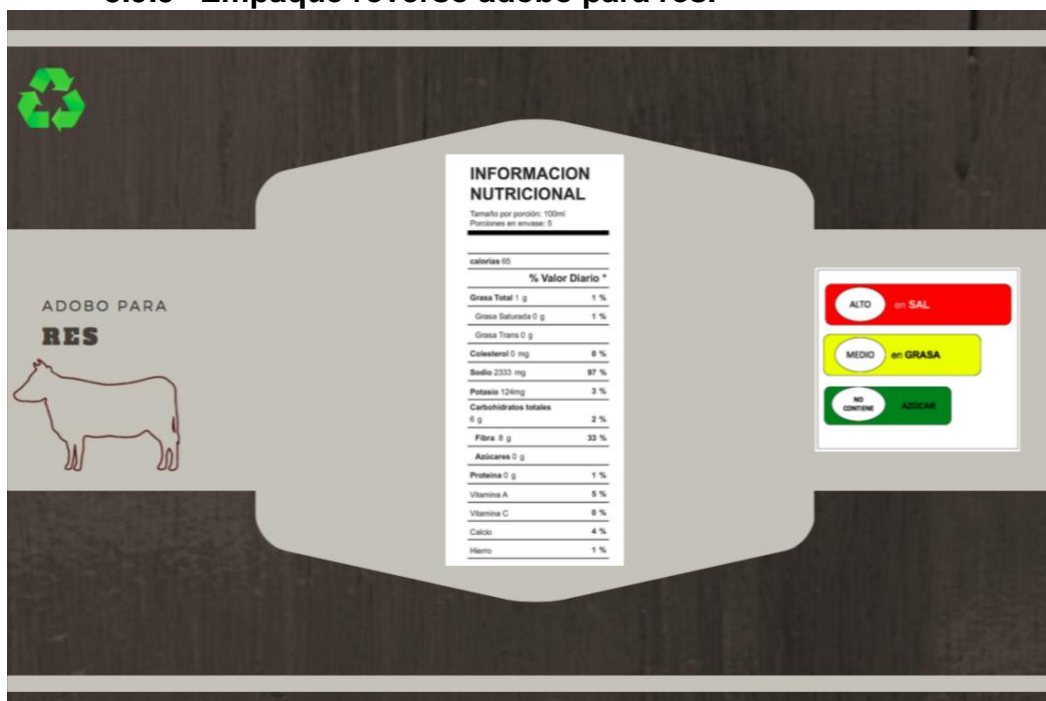 Empaque reverso adobo para res.
ADOBO PARA
RES
INFORMACION
NUTRICIONAL
Tamaño por porción: 100ml
Porciones en envase: 5
calorías 65
% Valor Diario *
Grasa Total 1 g 1 %
Grasa Saturada 0 g 1 %
Grasa Trans 0 g
Colesterol 0 mg 0 %
Sodio 2333 mg 97 %
Potasio 124mg 3 %
Carbohidratos totales
6 g 2 %
Fibra 8 g 33 %
Azúcares 0 g
Proteína 0 g 1 %
Vitamina A 5 %
Vitamina C 8 %
Calcio 4 %
Hierro 1 %
ALTO en SAL
MEDIO en GRASA
NO
CONTIENE AZÚCAR